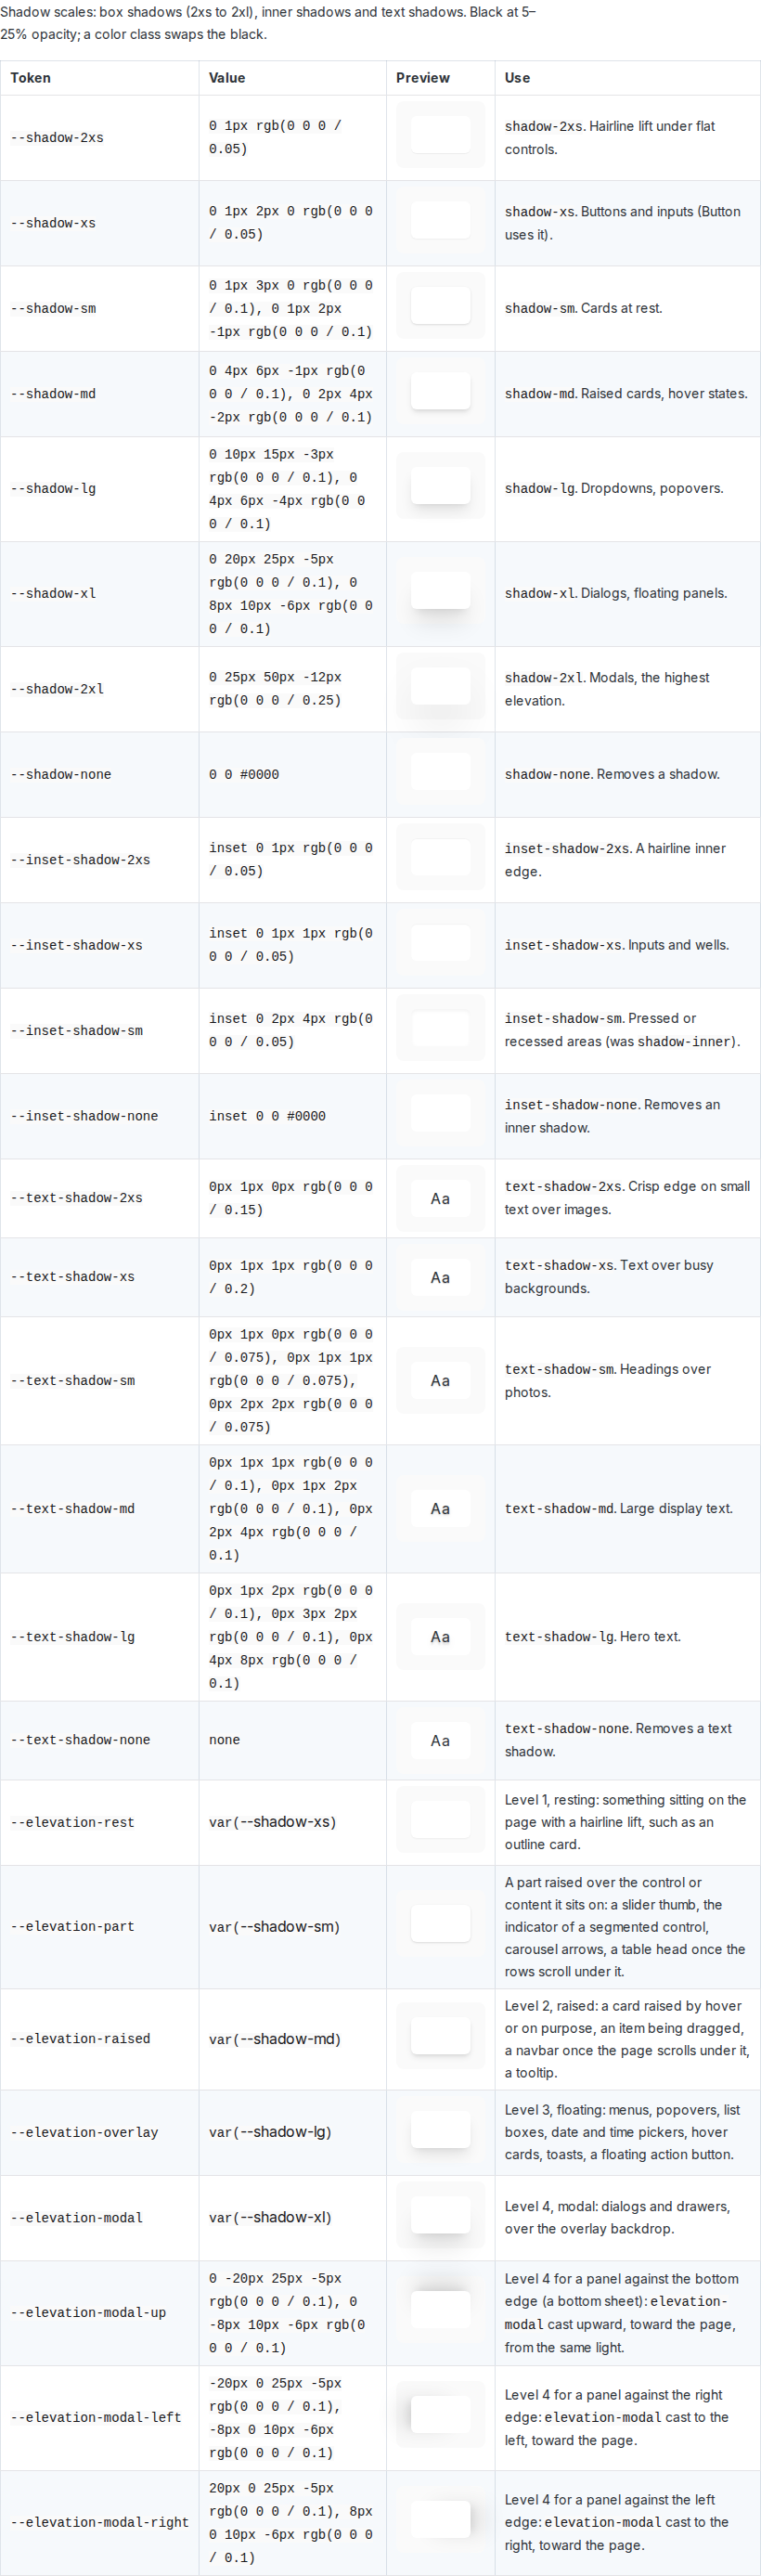 Shadow scales: box shadows (2xs to 2xl), inner shadows and text shadows. Black at 5–
25% opacity; a color class swaps the black.
Token Value Preview Use
--shadow-2xs
0 1px rgb(0 0 0 /
0.05)
shadow-2xs. Hairline lift under flat
controls.
--shadow-xs
0 1px 2px 0 rgb(0 0 0
/ 0.05)
shadow-xs. Buttons and inputs (Button
uses it).
--shadow-sm
0 1px 3px 0 rgb(0 0 0
/ 0.1), 0 1px 2px
-1px rgb(0 0 0 / 0.1)
shadow-sm. Cards at rest.
--shadow-md
0 4px 6px -1px rgb(0
0 0 / 0.1), 0 2px 4px
-2px rgb(0 0 0 / 0.1)
shadow-md. Raised cards, hover states.
--shadow-lg
0 10px 15px -3px
rgb(0 0 0 / 0.1), 0
4px 6px -4px rgb(0 0
0 / 0.1)
shadow-lg. Dropdowns, popovers.
--shadow-xl
0 20px 25px -5px
rgb(0 0 0 / 0.1), 0
8px 10px -6px rgb(0 0
0 / 0.1)
shadow-xl. Dialogs, floating panels.
--shadow-2xl
0 25px 50px -12px
rgb(0 0 0 / 0.25)
shadow-2xl. Modals, the highest
elevation.
--shadow-none
0 0 #0000
shadow-none. Removes a shadow.
--inset-shadow-2xs
inset 0 1px rgb(0 0 0
/ 0.05)
inset-shadow-2xs. A hairline inner
edge.
--inset-shadow-xs
inset 0 1px 1px rgb(0
0 0 / 0.05)
inset-shadow-xs. Inputs and wells.
--inset-shadow-sm
inset 0 2px 4px rgb(0
0 0 / 0.05)
inset-shadow-sm. Pressed or
recessed areas (was shadow-inner).
--inset-shadow-none
inset 0 0 #0000
inset-shadow-none. Removes an
inner shadow.
--text-shadow-2xs
0px 1px 0px rgb(0 0 0
/ 0.15)
Aa
text-shadow-2xs. Crisp edge on small
text over images.
--text-shadow-xs
0px 1px 1px rgb(0 0 0
/ 0.2)
Aa
text-shadow-xs. Text over busy
backgrounds.
--text-shadow-sm
0px 1px 0px rgb(0 0 0
/ 0.075), 0px 1px 1px
rgb(0 0 0 / 0.075),
0px 2px 2px rgb(0 0 0
/ 0.075)
Aa
text-shadow-sm. Headings over
photos.
--text-shadow-md
0px 1px 1px rgb(0 0 0
/ 0.1), 0px 1px 2px
rgb(0 0 0 / 0.1), 0px
2px 4px rgb(0 0 0 /
0.1)
Aa
text-shadow-md. Large display text.
--text-shadow-lg
0px 1px 2px rgb(0 0 0
/ 0.1), 0px 3px 2px
rgb(0 0 0 / 0.1), 0px
4px 8px rgb(0 0 0 /
0.1)
Aa
text-shadow-lg. Hero text.
--text-shadow-none
none
Aa
text-shadow-none. Removes a text
shadow.
--elevation-rest
var(--shadow-xs)
Level 1, resting: something sitting on the
page with a hairline lift, such as an
outline card.
--elevation-part
var(--shadow-sm)
A part raised over the control or
content it sits on: a slider thumb, the
indicator of a segmented control,
carousel arrows, a table head once the
rows scroll under it.
--elevation-raised
var(--shadow-md)
Level 2, raised: a card raised by hover
or on purpose, an item being dragged,
a navbar once the page scrolls under it,
a tooltip.
--elevation-overlay
var(--shadow-lg)
Level 3, floating: menus, popovers, list
boxes, date and time pickers, hover
cards, toasts, a floating action button.
--elevation-modal
var(--shadow-xl)
Level 4, modal: dialogs and drawers,
over the overlay backdrop.
--elevation-modal-up
0 -20px 25px -5px
rgb(0 0 0 / 0.1), 0
-8px 10px -6px rgb(0
0 0 / 0.1)
Level 4 for a panel against the bottom
edge (a bottom sheet): elevation-
modal cast upward, toward the page,
from the same light.
--elevation-modal-left
-20px 0 25px -5px
rgb(0 0 0 / 0.1),
-8px 0 10px -6px
rgb(0 0 0 / 0.1)
Level 4 for a panel against the right
edge: elevation-modal cast to the
left, toward the page.
--elevation-modal-right
20px 0 25px -5px
rgb(0 0 0 / 0.1), 8px
0 10px -6px rgb(0 0 0
/ 0.1)
Level 4 for a panel against the left
edge: elevation-modal cast to the
right, toward the page.